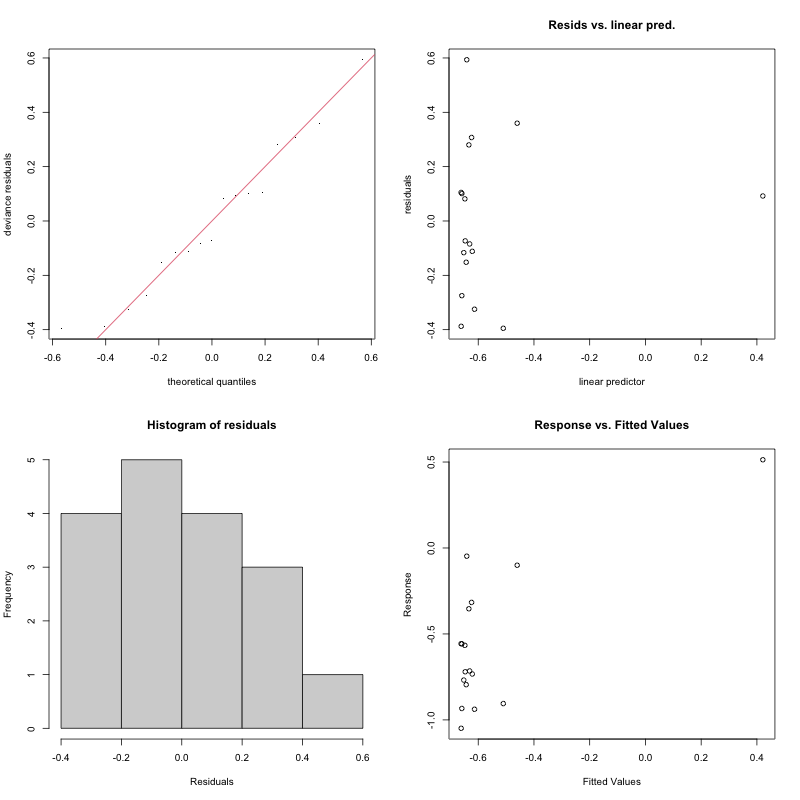 0.6
0.4
0.2
0.0
-0.2
-0.4
deviance residuals
-0.6 -0.4 -0.2 0.0 0.2 0.4 0.6
theoretical quantiles
Resids vs. linear pred.
0.6
0.4
0.2
0.0
-0.2
-0.4
residuals
-0.6 -0.4 -0.2 0.0 0.2 0.4
linear predictor
Histogram of residuals
5
4
3
2
1
0
Frequency
-0.4 -0.2 0.0 0.2 0.4 0.6
Residuals
Response vs. Fitted Values
0.5
0.0
-0.5
-1.0
Response
-0.6 -0.4 -0.2 0.0 0.2 0.4
Fitted Values